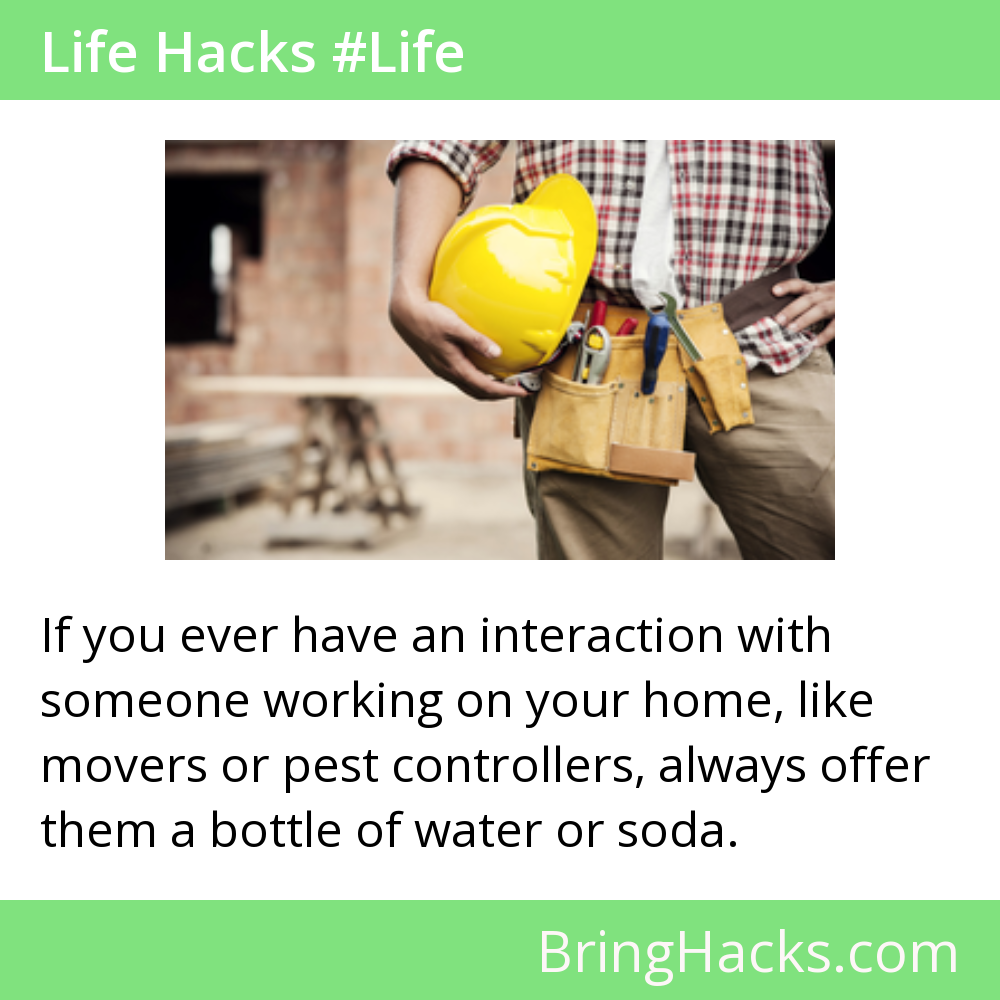 Life Hacks #Life
If you ever have an interaction with
someone working on your home, like
movers or pest controllers, always offer
them a bottle of water or soda.
BringHacks.com